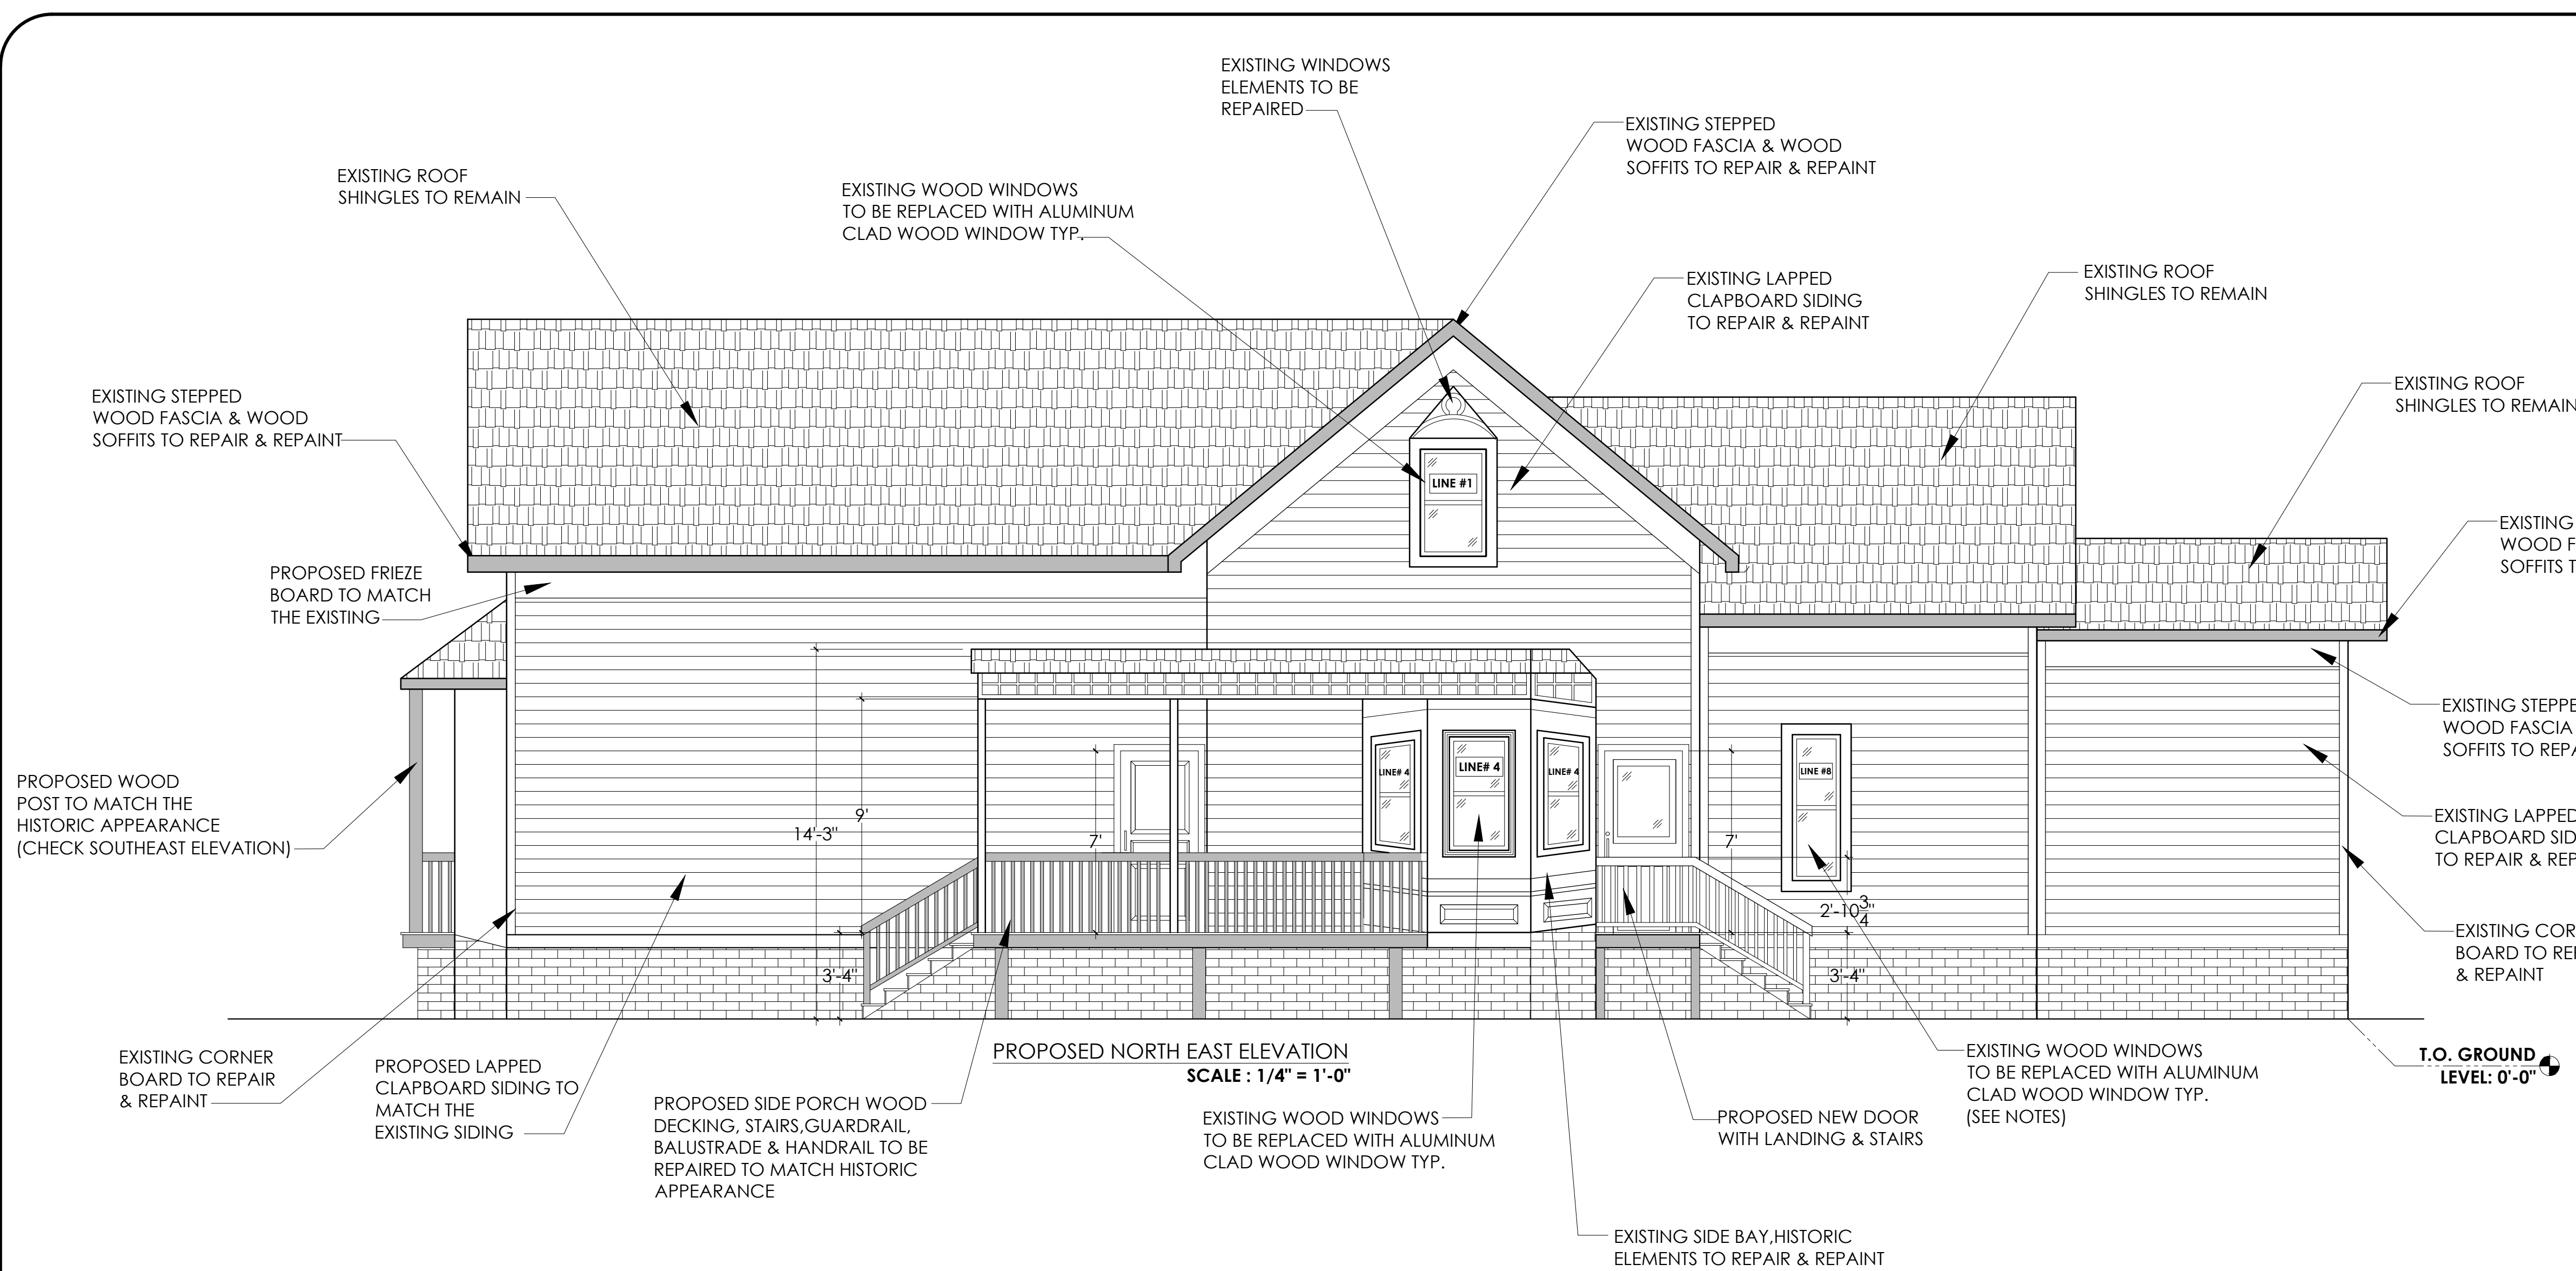 EXISTING WINDOWS
ELEMENTS TO BE
REPAIRED
EXISTING STEPPED
WOOD FASCIA & WOOD
SOFFITS TO REPAIR & REPAINT
EXISTING ROOF
SHINGLES TO REMAIN
EXISTING WOOD WINDOWS
TO BE REPLACED WITH ALUMINUM
CLAD WOOD WINDOW TYP.
EXISTING LAPPED
CLAPBOARD SIDING
TO REPAIR & REPAINT
EXISTING ROOF
SHINGLES TO REMAIN
EXISTING STEPPED
WOOD FASCIA & WOOD
SOFFITS TO REPAIR & REPAINT
EXISTING ROOF
SHINGLES TO REMAIN
LINE #1
EXISTING
WOOD
SOFFITS
PROPOSED FRIEZE
BOARD TO MATCH
THE EXISTING
EXISTING
WOOD FASCIA
SOFFITS TO
PROPOSED WOOD
POST TO MATCH THE
HISTORIC APPEARANCE
(CHECK SOUTHEAST ELEVATION)
LINE# 4
LINE# 4
LINE# 4
LINE #8
14'-3"
9'
7'
7'
EXISTING LAPPED
CLAPBOARD
TO REPAIR &
2'-10 3/4"
3'-4"
3'-4"
EXISTING
BOARD TO
& REPAINT
EXISTING CORNER
BOARD TO REPAIR
& REPAINT
PROPOSED LAPPED
CLAPBOARD SIDING TO
MATCH THE
EXISTING SIDING
PROPOSED SIDE PORCH WOOD
DECKING, STAIRS,GUARDRAIL,
BALUSTRADE & HANDRAIL TO BE
REPAIRED TO MATCH HISTORIC
APPEARANCE
PROPOSED NORTH EAST ELEVATION
SCALE : 1/4" = 1'-0"
EXISTING WOOD WINDOWS
TO BE REPLACED WITH ALUMINUM
CLAD WOOD WINDOW TYP.
PROPOSED NEW DOOR
WITH LANDING & STAIRS
EXISTING WOOD WINDOWS
TO BE REPLACED WITH ALUMINUM
CLAD WOOD WINDOW TYP.
(SEE NOTES)
T.O. GROUND
LEVEL: 0'-0"
EXISTING SIDE BAY,HISTORIC
ELEMENTS TO REPAIR & REPAINT